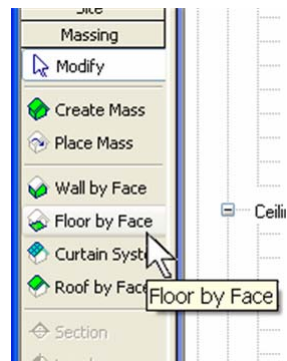 Site
Massing
Modify
Create Mass
Place Mass
Wall by Face
Floor by Face
Curtain Syst
Roof by Face
Floor by Face
Section
Ceili